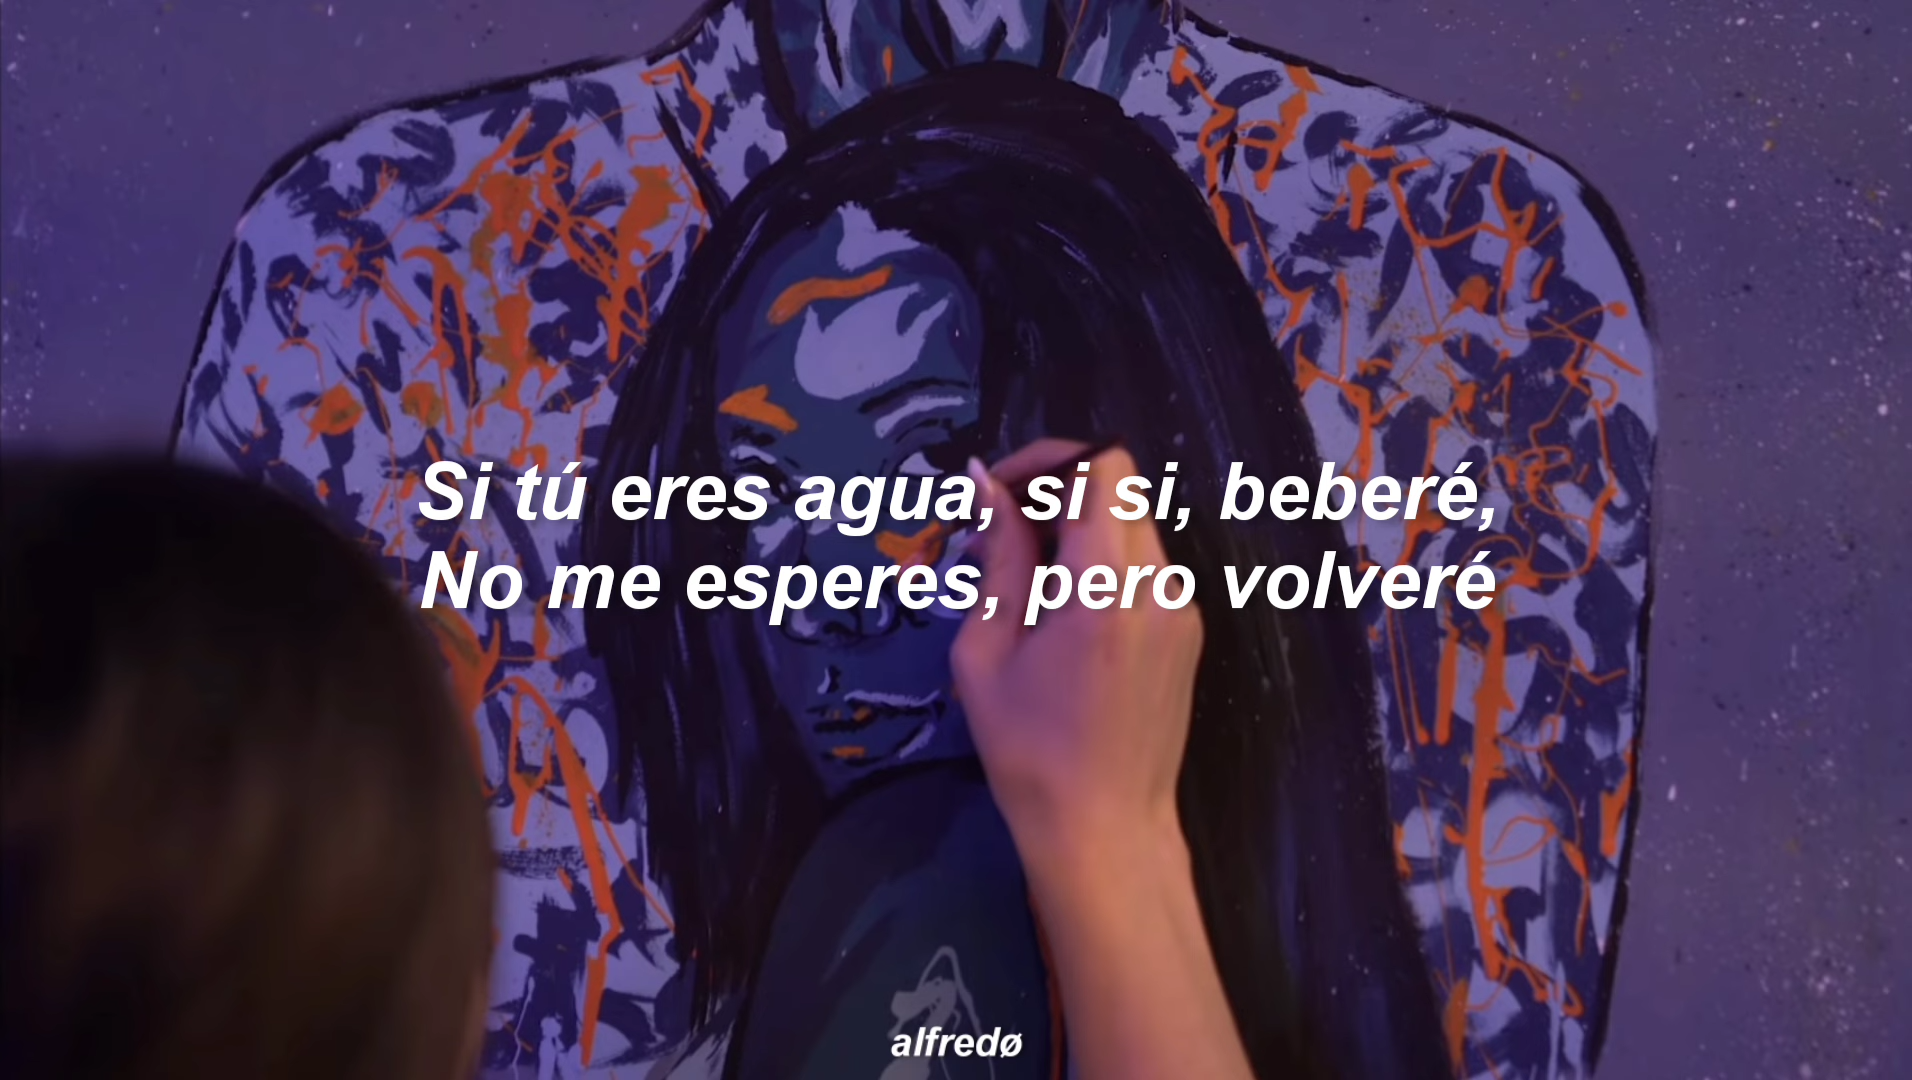 Si tú eres agua, si si, beberé,
No me esperes, pero volveré
alfredø